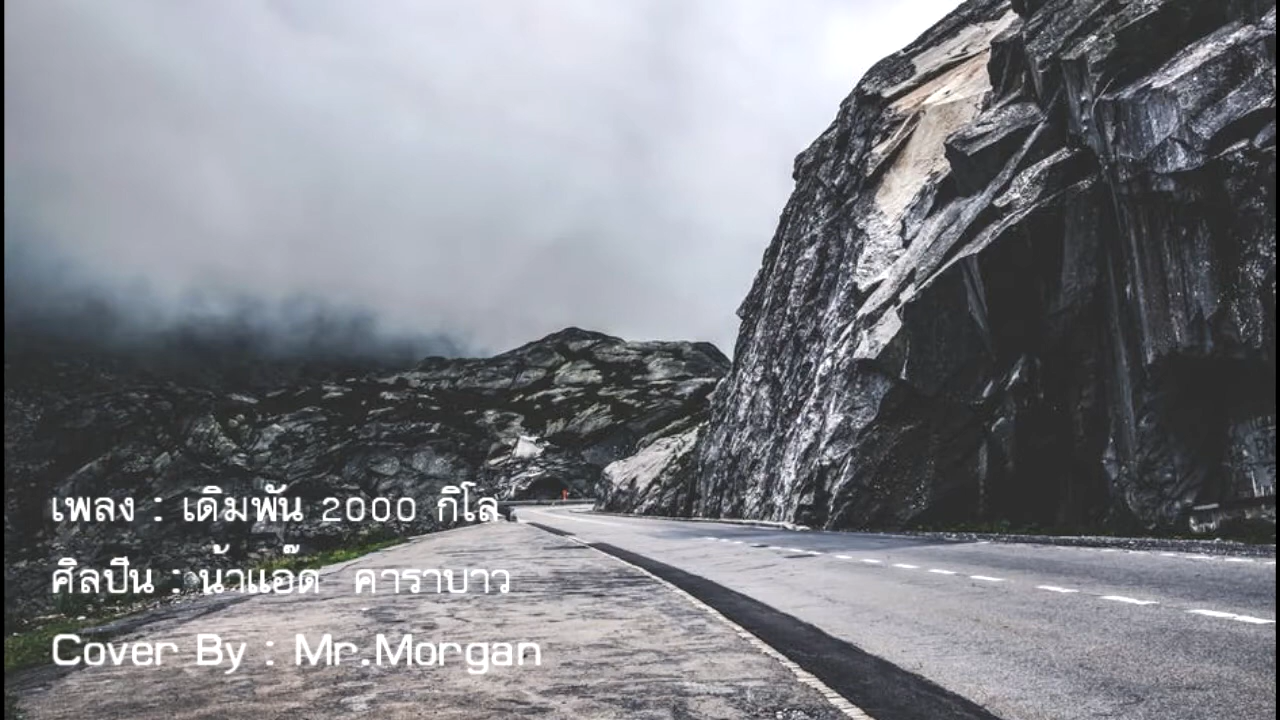 เพลง : เดิมพัน 2000 กิโล
ศิลปีน : น้าแอ๊ด คาราบาว
Cover By : Mr.Morgan